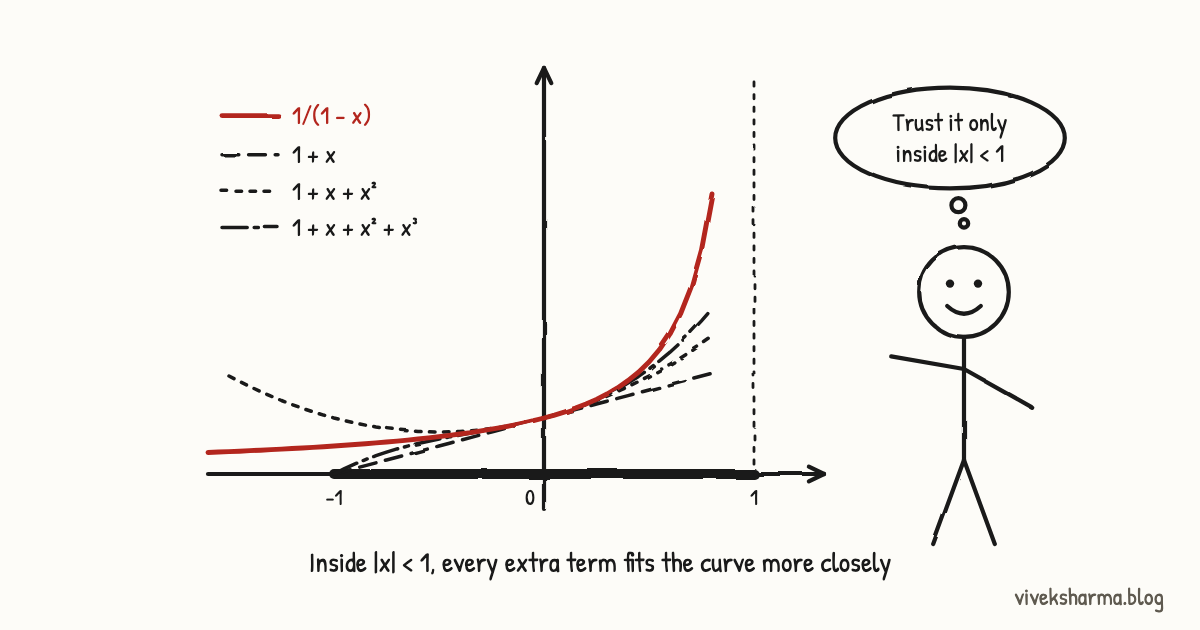 1/(1 - x)
1 + x
1 + x + x²
1 + x + x² + x³
Trust it only
inside |x| < 1
-1
0
1
Inside |x| < 1, every extra term fits the curve more closely
viveksharma.blog